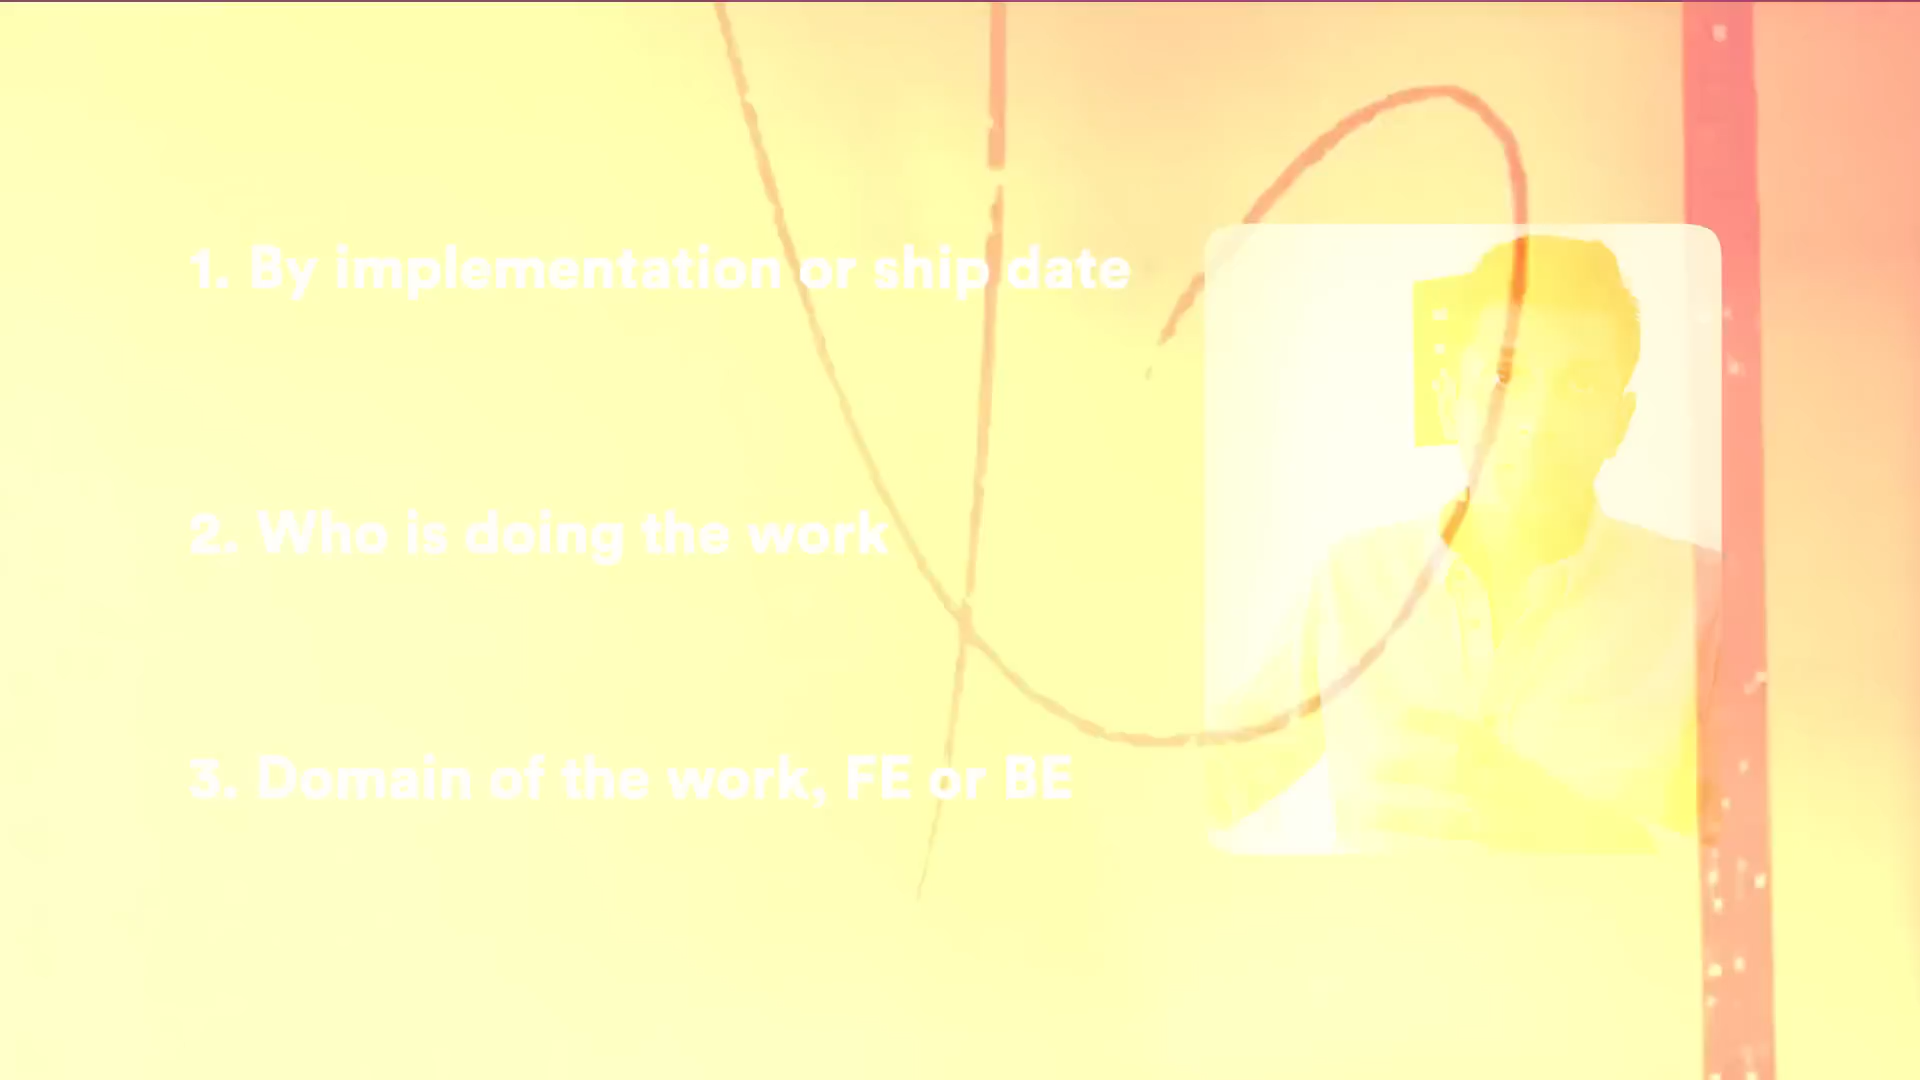 1. By implementation or ship date
2. Who is doing the work
3. Domain of the work, FE or BE